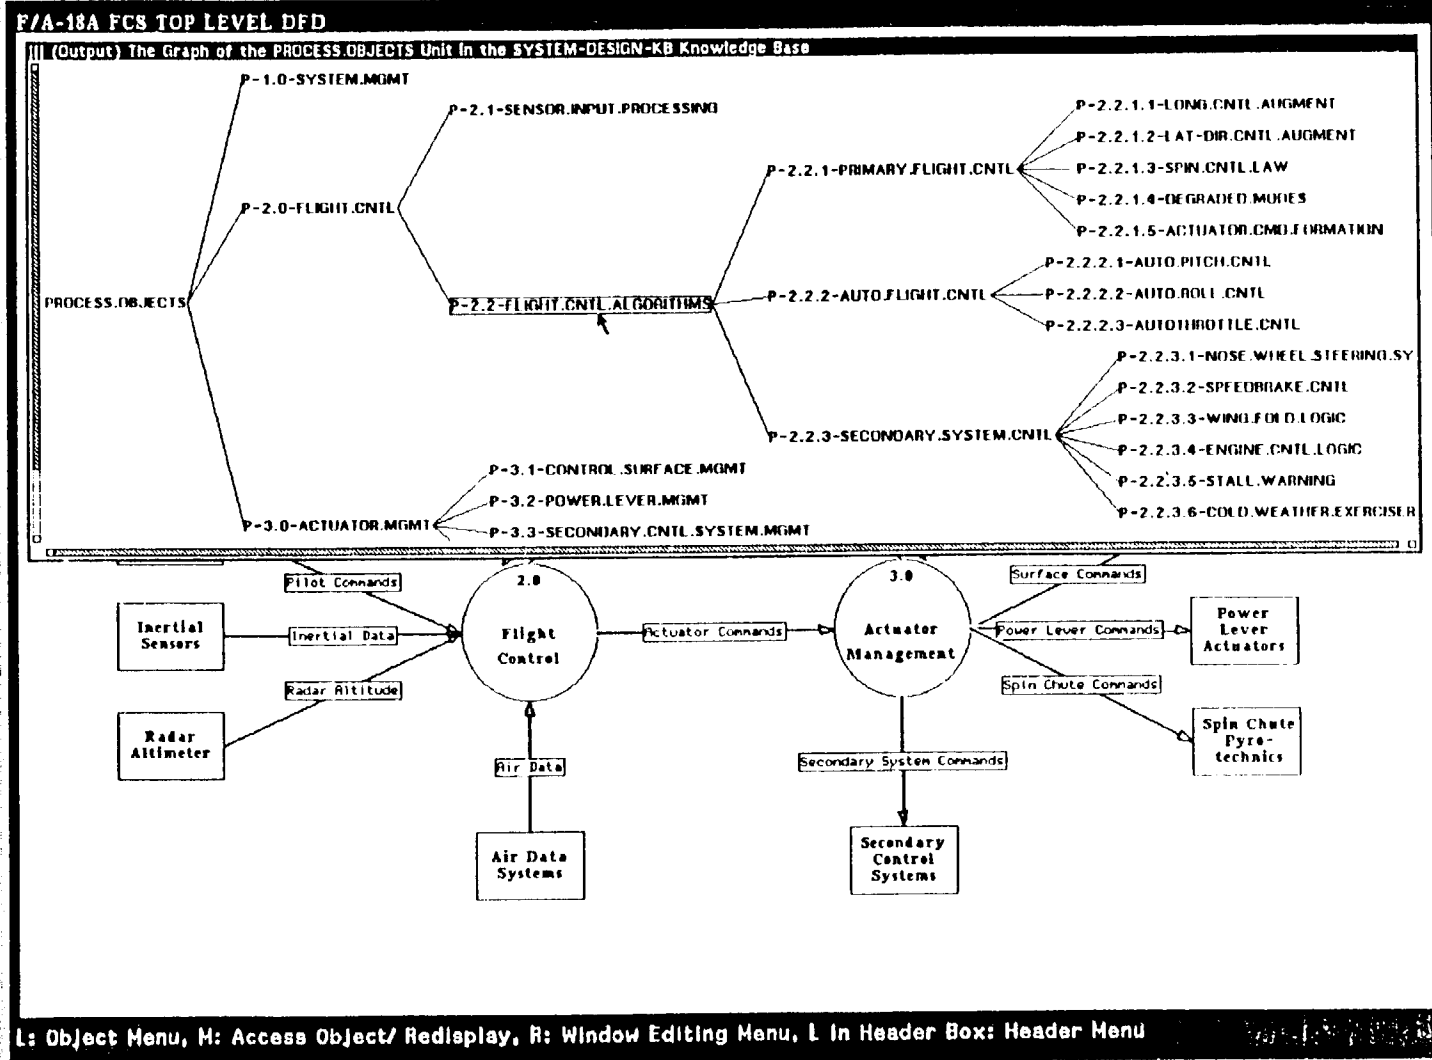 F/A-18A FCS TOP LEVEL DFD
(Output) The Graph of the PROCESS.OBJECTS Unit in the SYSTEM-DESIGN-KB Knowledge Base
P-1.0-SYSTEM.MGMT
P-2.1-SENSOR.INPUT.PROCESSING
P-2.2.1.1-LONG.CNTL.AUGMENT
P-2.2.1.2-LAT-DIR.CNTL.AUGMENT
P-2.2.1-PRIMARY.FLIGHT.CNTL
P-2.2.1.3-SPIN.CNTL.LAW
P-2.2.1.4-DEGRADED.MODES
P-2.0-FLIGHT.CNTL
P-2.2.1.5-ACTUATOR.CMD.FORMATION
P-2.2.2.1-AUTO.PITCH.CNTL
PROCESS.OBJECTS
P-2.2-FLIGHT.CNTL.ALGORITHMS
P-2.2.2-AUTO.FLIGHT.CNTL
P-2.2.2.2-AUTO.ROLL.CNTL
P-2.2.2.3-AUTOTHROTTLE.CNTL
P-2.2.3.1-NOSE.WHEEL.STEERING.SY
P-2.2.3.2-SPEEDBRAKE.CNTL
P-2.2.3.3-WING.FOLD.LOGIC
P-2.2.3-SECONDARY.SYSTEM.CNTL
P-2.2.3.4-ENGINE.CNTL.LOGIC
P-2.2.3.5-STALL.WARNING
P-2.2.3.6-COLD.WEATHER.EXERCISER
P-3.1-CONTROL.SURFACE.MGMT
P-3.2-POWER.LEVER.MGMT
P-3.0-ACTUATOR.MGMT
P-3.3-SECONDARY.CNTL.SYSTEM.MGMT
Pilot Commands
2.0
3.0
Surface Commands
Inertial
Sensors
Inertial Data
Flight
Control
Actuator Commands
Actuator
Management
Power Lever Commands
Power
Lever
Actuators
Radar Altitude
Spin Chute Commands
Radar
Altimeter
Spin Chute
Pyro-
technics
Air Data
Secondary System Commands
Air Data
Systems
Secondary
Control
Systems
L: Object Menu, M: Access Object/ Redisplay, R: Window Editing Menu, L in Header Box: Header Menu